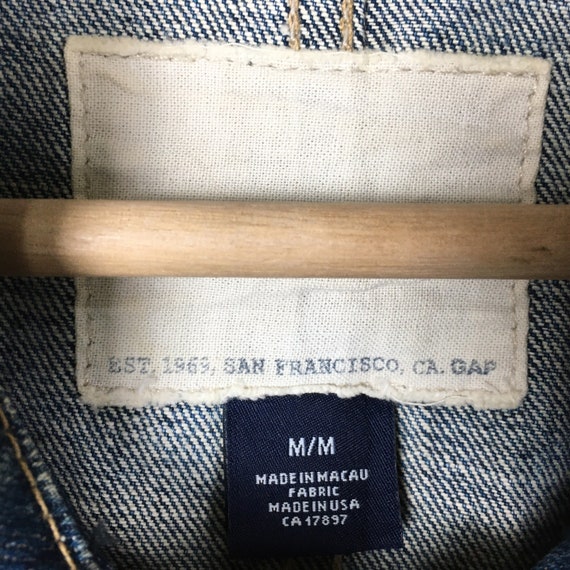 EST. 1969, SAN FRANCISCO, CA. GAP
M/M
MADE IN MACAU
FABRIC
MADE IN USA
CA 17897